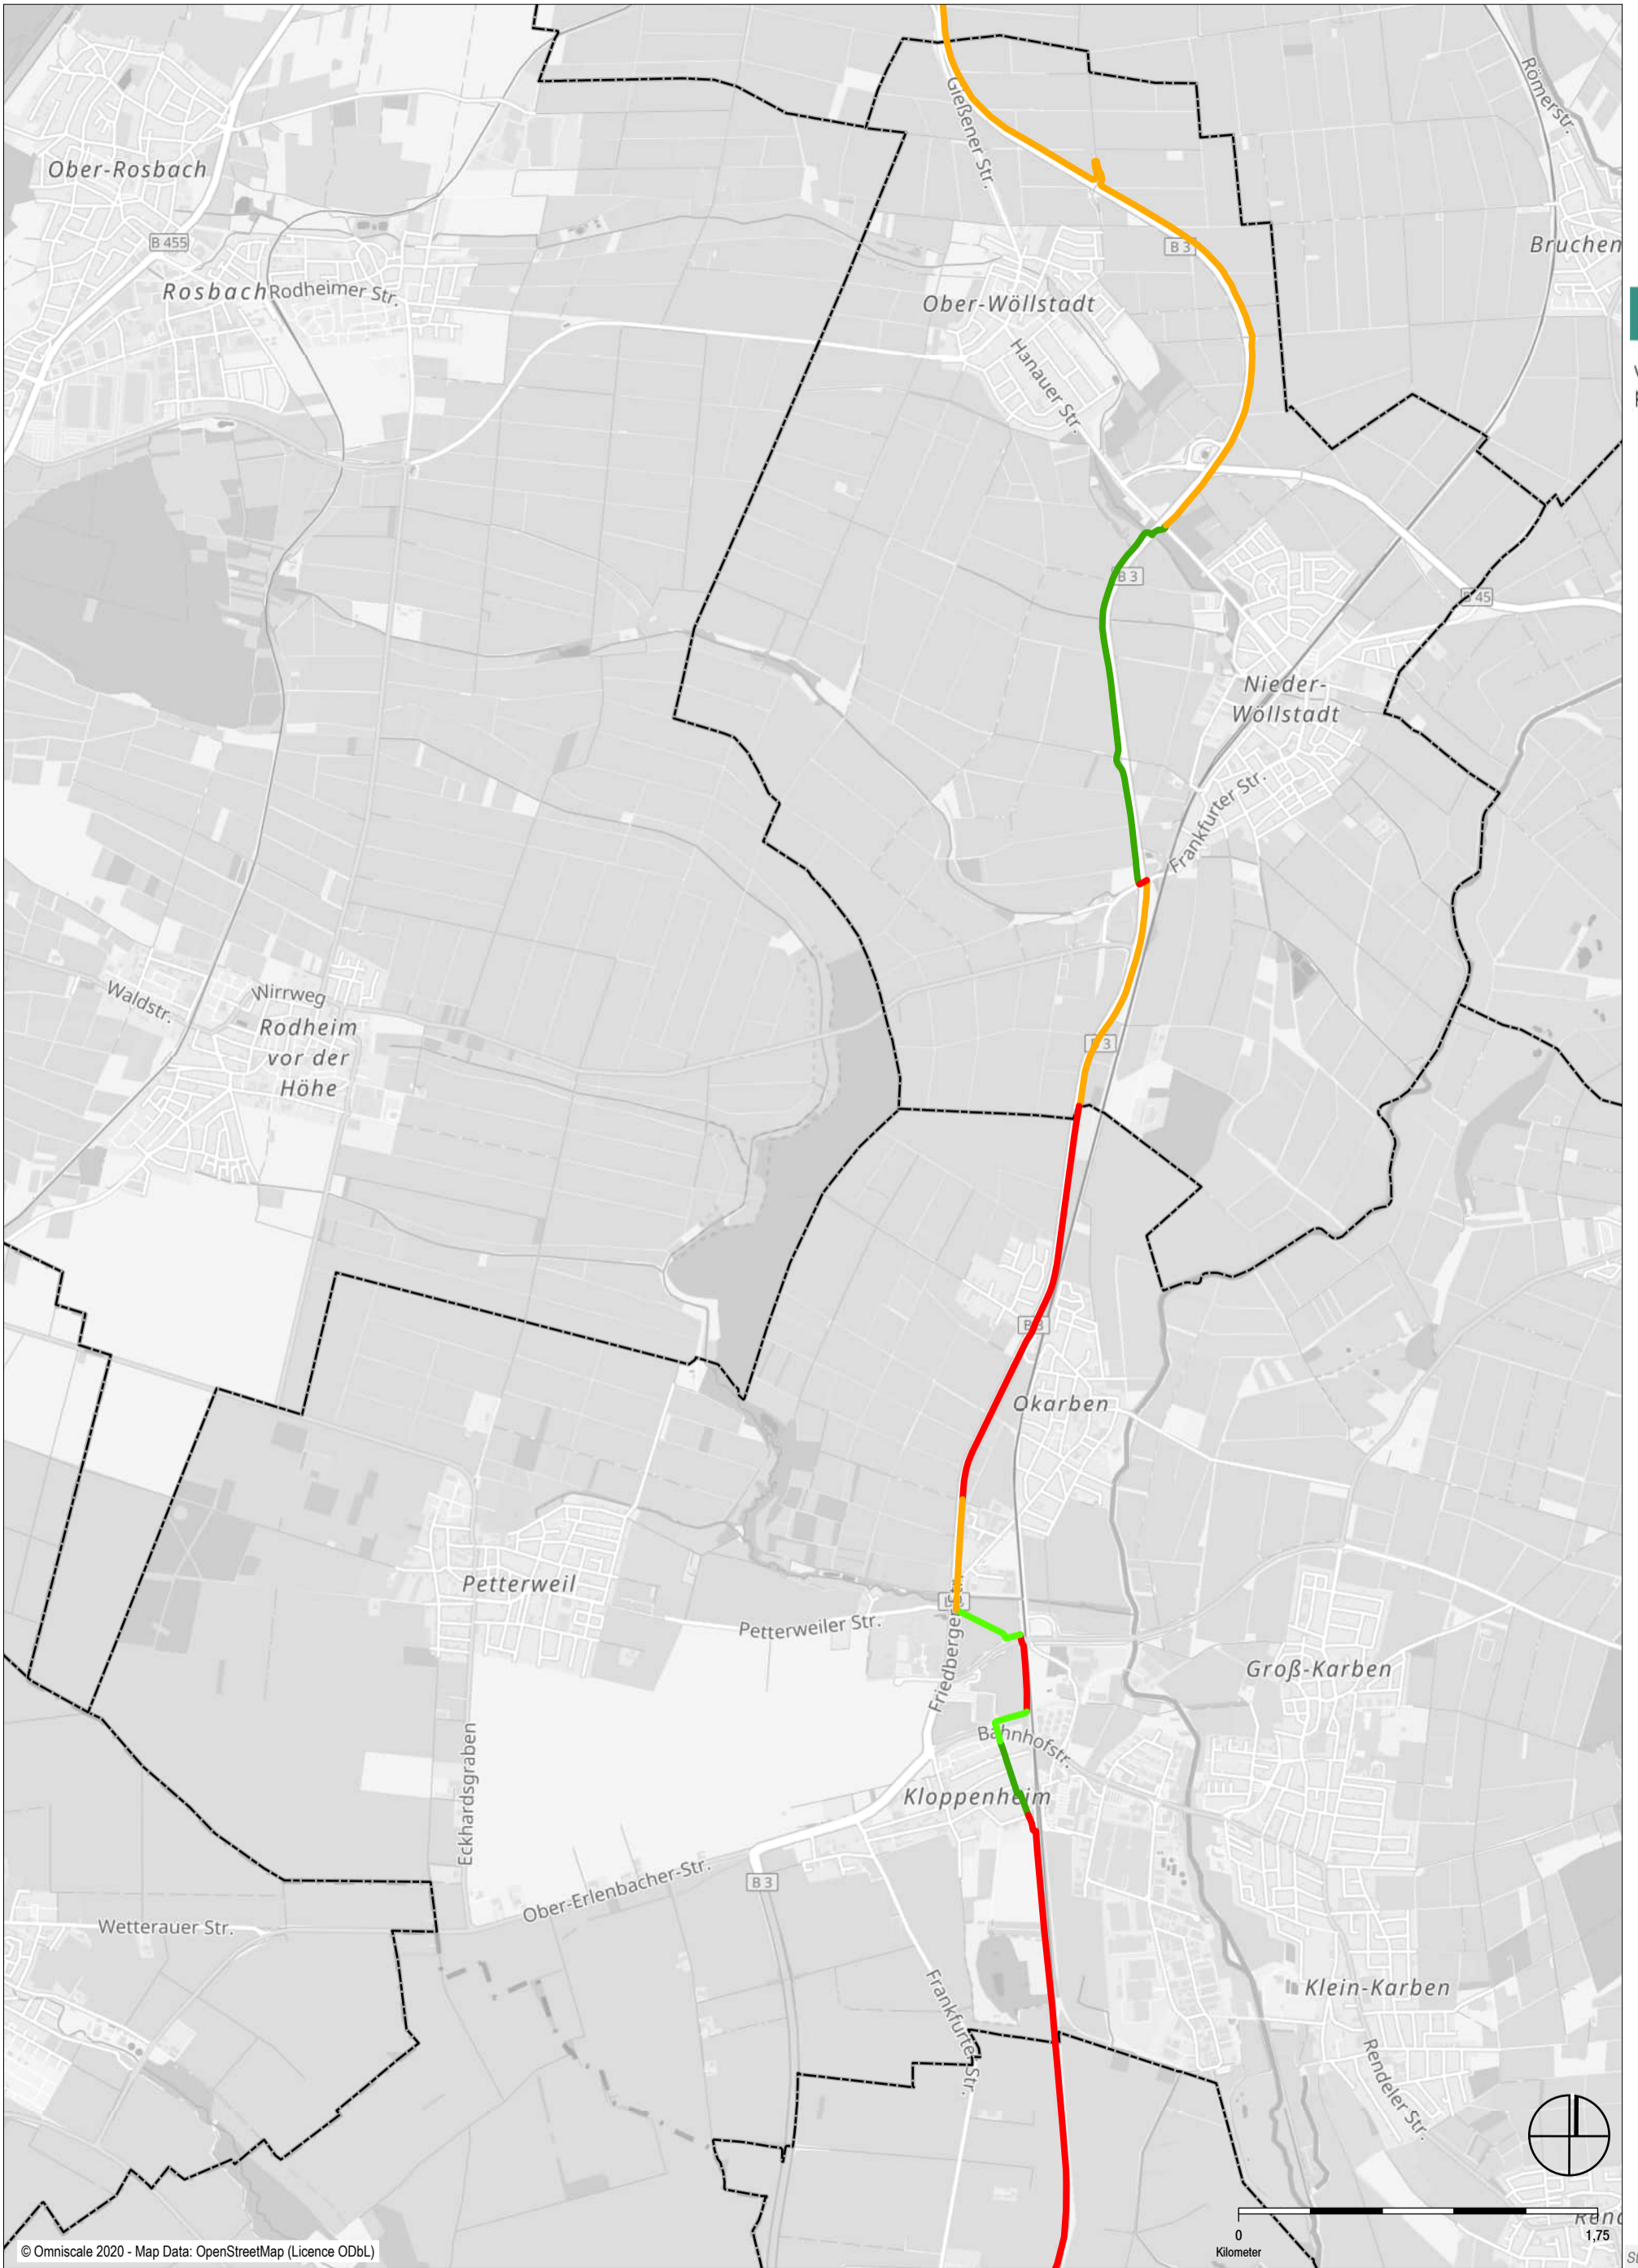 Römerstr.
Gießener Str.
Ober-Rosbach
B 455
B 3
Bruchen
Rosbach
Rodheimer Str.
Ober-Wöllstadt
Hanauer Str.
B 3
B 45
Nieder-
Wöllstadt
Frankfurter Str.
Waldstr.
Wirrweg
Rodheim
vor der
Höhe
B 3
B 3
Okarben
Petterweil
Petterweiler Str.
Friedberger Str.
Groß-Karben
Bahnhofstr.
Kloppenheim
Eckhardsgraben
Ober-Erlenbacher-Str.
B 3
Wetterauer Str.
Frankfurter Str.
Klein-Karben
Rendeler Str.
0
1,75
Kilometer
Rend
© Omniscale 2020 - Map Data: OpenStreetMap (Licence ODbL)